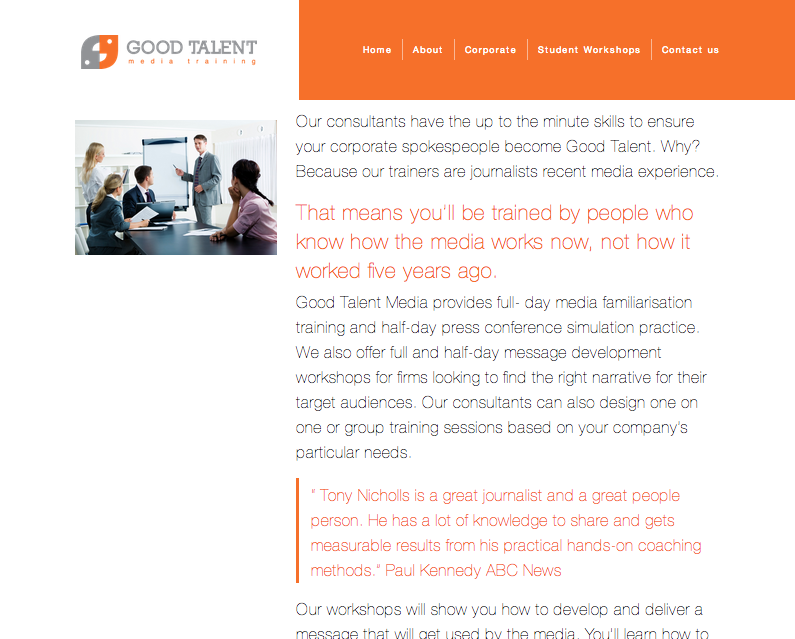 GOOD TALENT
media training
Home
About
Corporate
Student Workshops
Contact us
Our consultants have the up to the minute skills to ensure
your corporate spokespeople become Good Talent. Why?
Because our trainers are journalists recent media experience.
That means you'll be trained by people who
know how the media works now, not how it
worked five years ago.
Good Talent Media provides full- day media familiarisation
training and half-day press conference simulation practice.
We also offer full and half-day message development
workshops for firms looking to find the right narrative for their
target audiences. Our consultants can also design one on
one or group training sessions based on your company's
particular needs.
" Tony Nicholls is a great journalist and a great people
person. He has a lot of knowledge to share and gets
measurable results from his practical hands-on coaching
methods." Paul Kennedy ABC News
Our workshops will show you how to develop and deliver a
message that will get used by the media. You'll learn how to